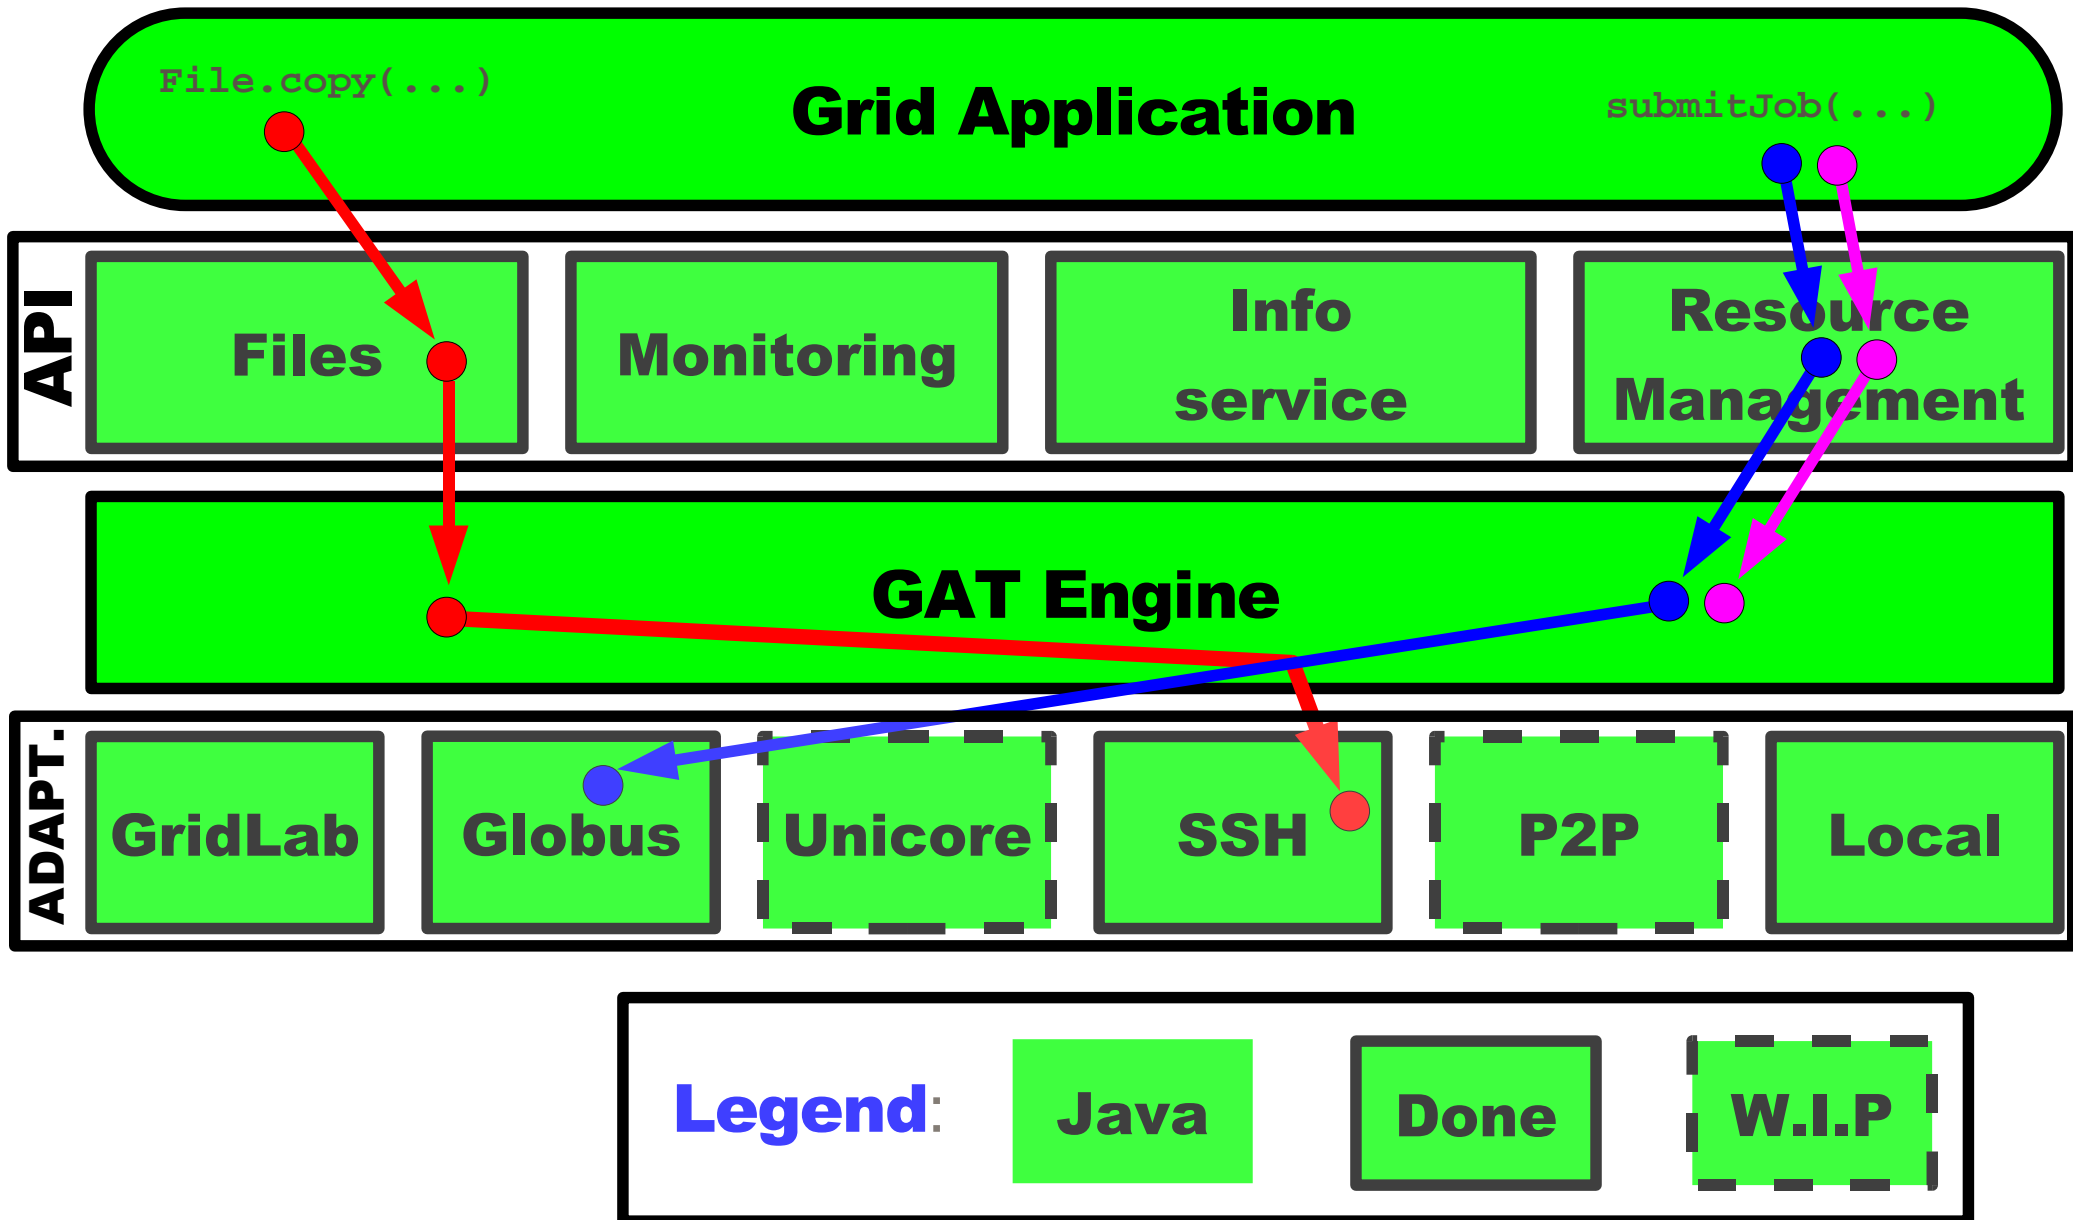 File.copy(...)
Grid Application
submitJob(...)
API
Files
Monitoring
Info
service
Resource
Management
GAT Engine
ADAPT.
GridLab
Globus
Unicore
SSH
P2P
Local
Legend:
Java
Done
W.I.P